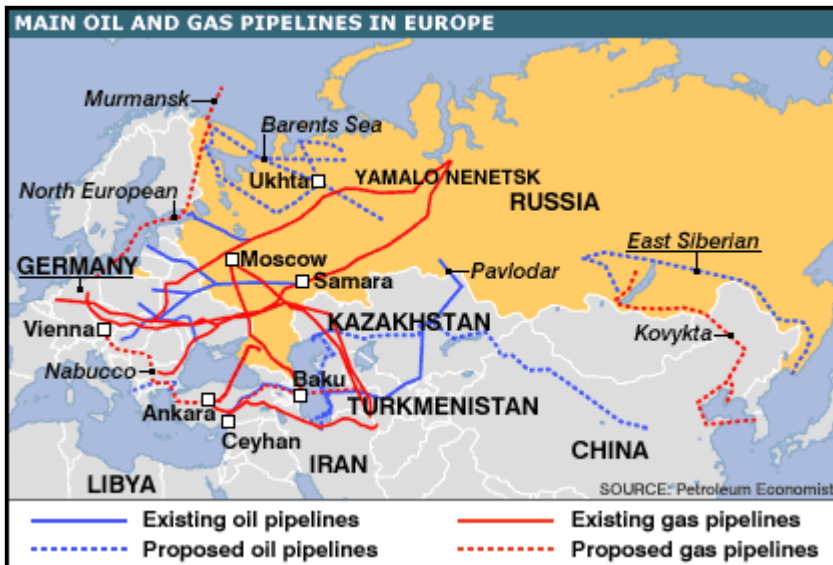 MAIN OIL AND GAS PIPELINES IN EUROPE
Murmansk
Barents Sea
Ukhta
YAMALO NENETSK
North European
RUSSIA
Moscow
East Siberian
GERMANY
Samara
Pavlodar
Vienna
KAZAKHSTAN
Kovykta
Nabucco
Baku
Ankara
TURKMENISTAN
Ceyhan
CHINA
IRAN
LIBYA
SOURCE: Petroleum Economist
Existing oil pipelines
Existing gas pipelines
Proposed oil pipelines
Proposed gas pipelines